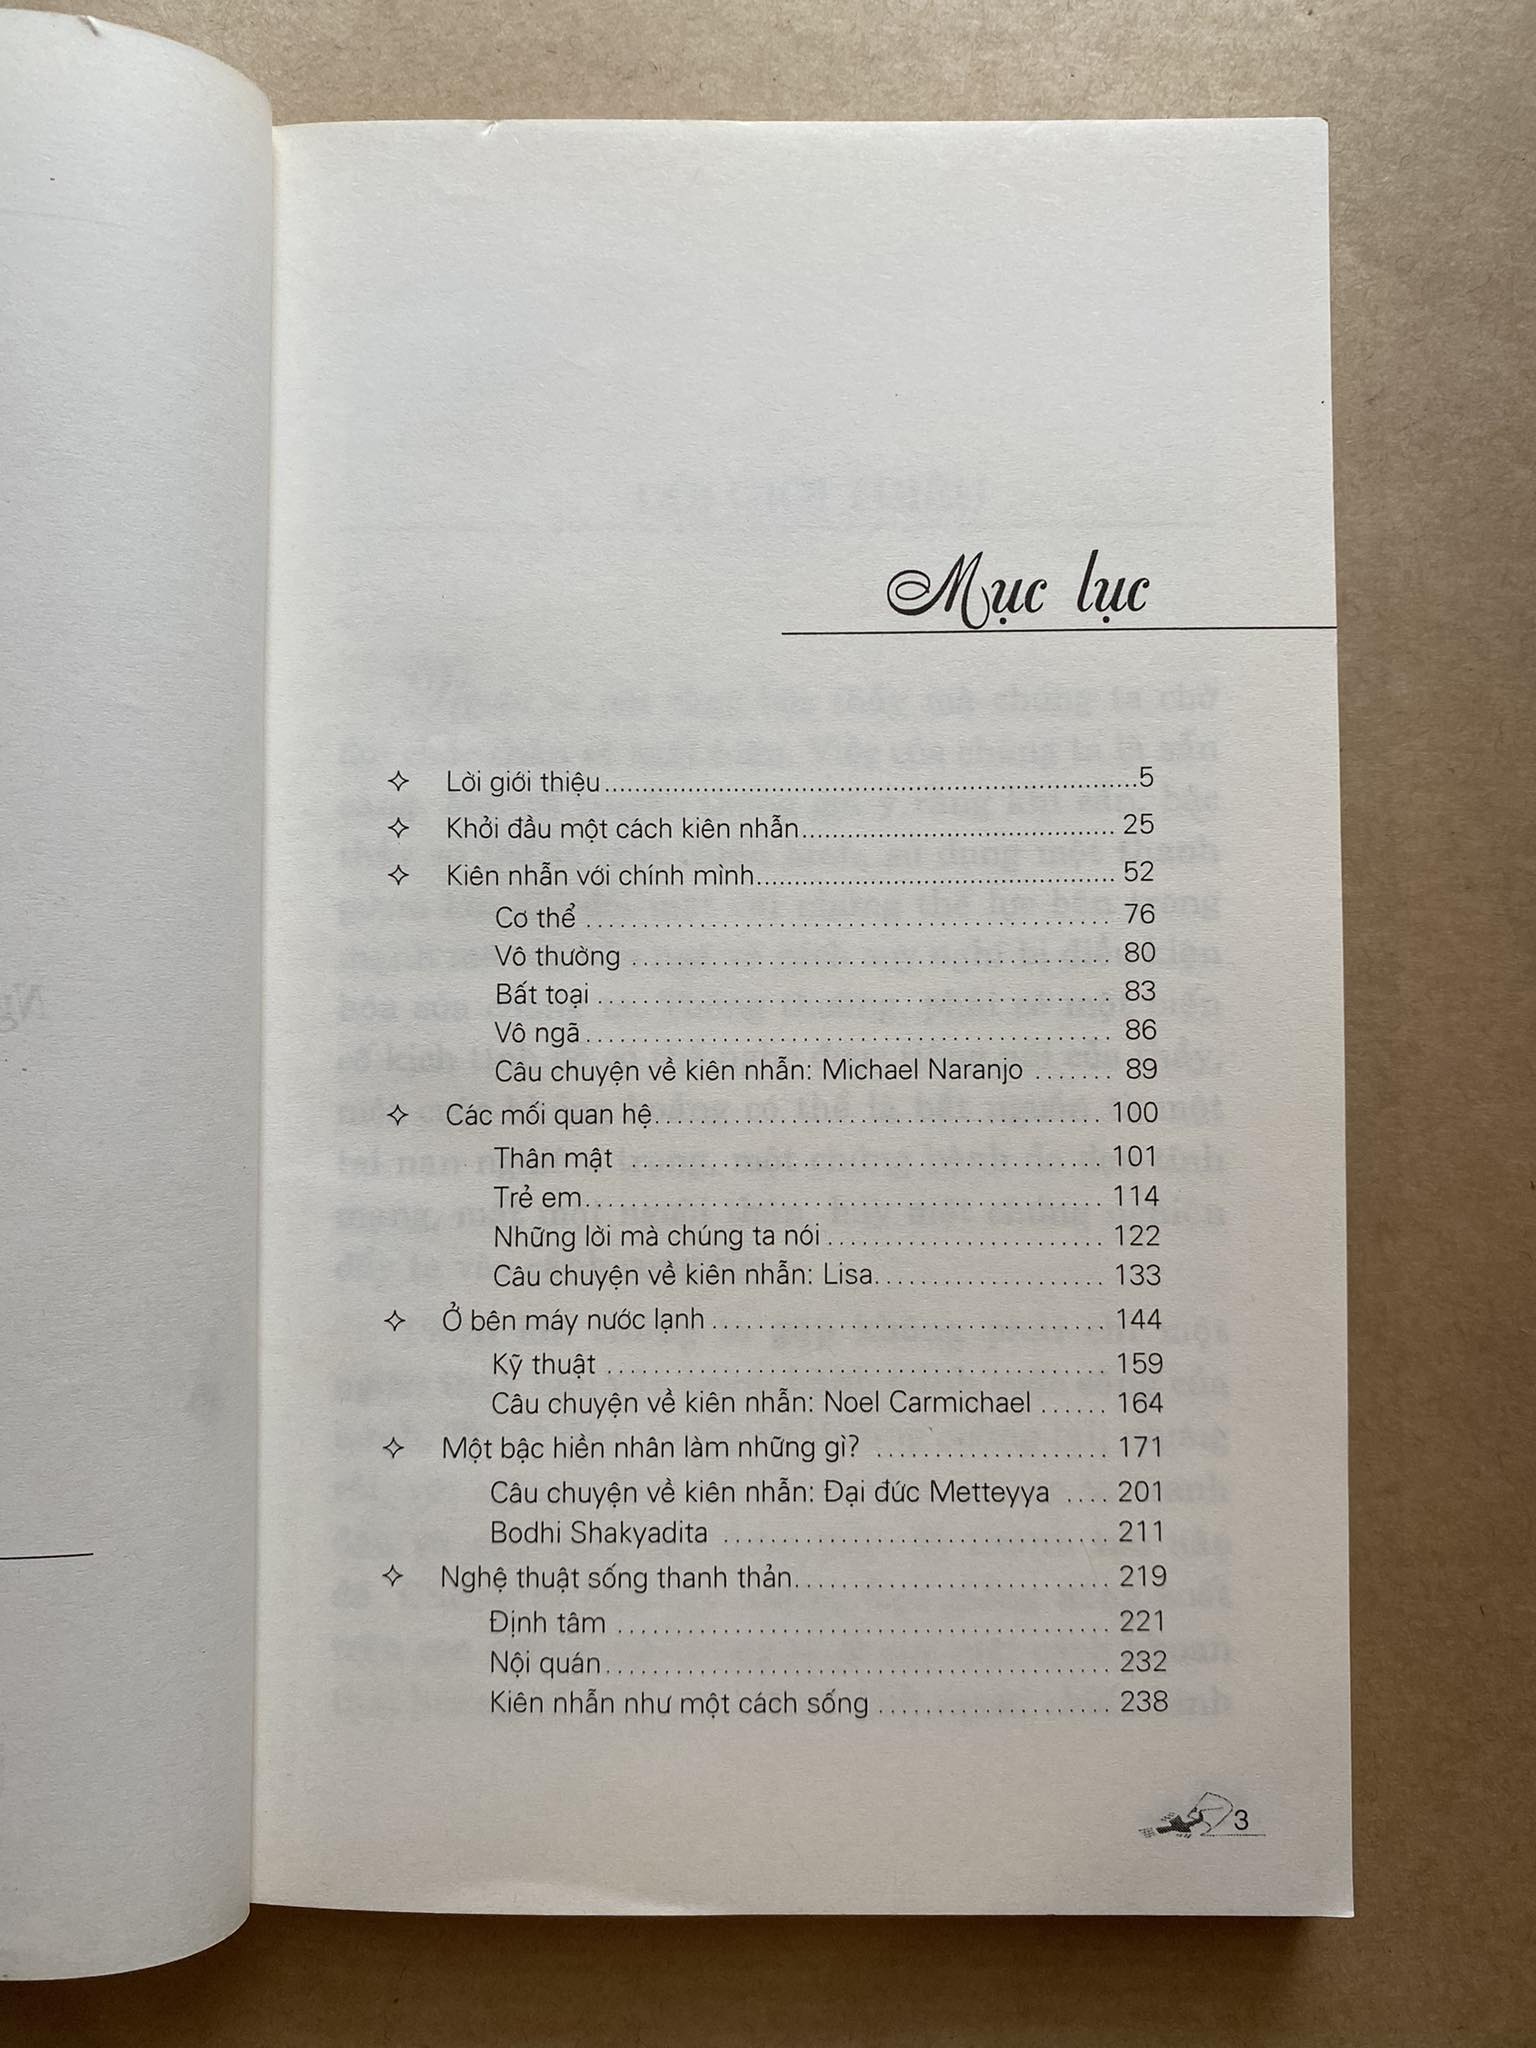 Mục lục
✧ Lời giới thiệu.....5
✧ Khởi đầu một cách kiên nhẫn..... 25
✧ Kiên nhẫn với chính mình..... 52
Cơ thể ..... 76
Vô thường ..... 80
Bất toại ..... 83
Vô ngã..... 86
Câu chuyện về kiên nhẫn: Michael Naranjo ..... 89
✧ Các mối quan hệ..... 100
Thân mật ..... 101
Trẻ em..... 114
Những lời mà chúng ta nói ..... 122
Câu chuyện về kiên nhẫn: Lisa..... 133
✧ Ở bên máy nước lạnh ..... 144
Kỹ thuật ..... 159
Câu chuyện về kiên nhẫn: Noel Carmichael ..... 164
✧ Một bậc hiền nhân làm những gì? ..... 171
Câu chuyện về kiên nhẫn: Đại đức Metteyya .... 201
Bodhi Shakyadita ..... 211
✧ Nghệ thuật sống thanh thản..... 219
Định tâm ..... 221
Nội quán..... 232
Kiên nhẫn như một cách sống ..... 238
3